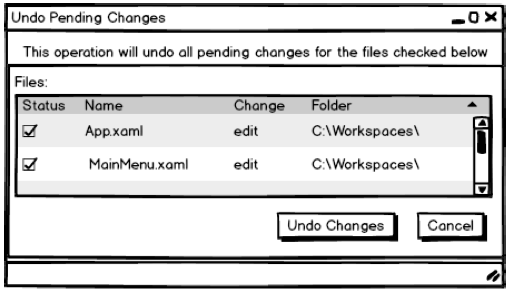 Undo Pending Changes
This operation will undo all pending changes for the files checked below
Files:
Status Name Change Folder
App.xaml edit C:\Workspaces\
MainMenu.xaml edit C:\Workspaces\
Undo Changes Cancel